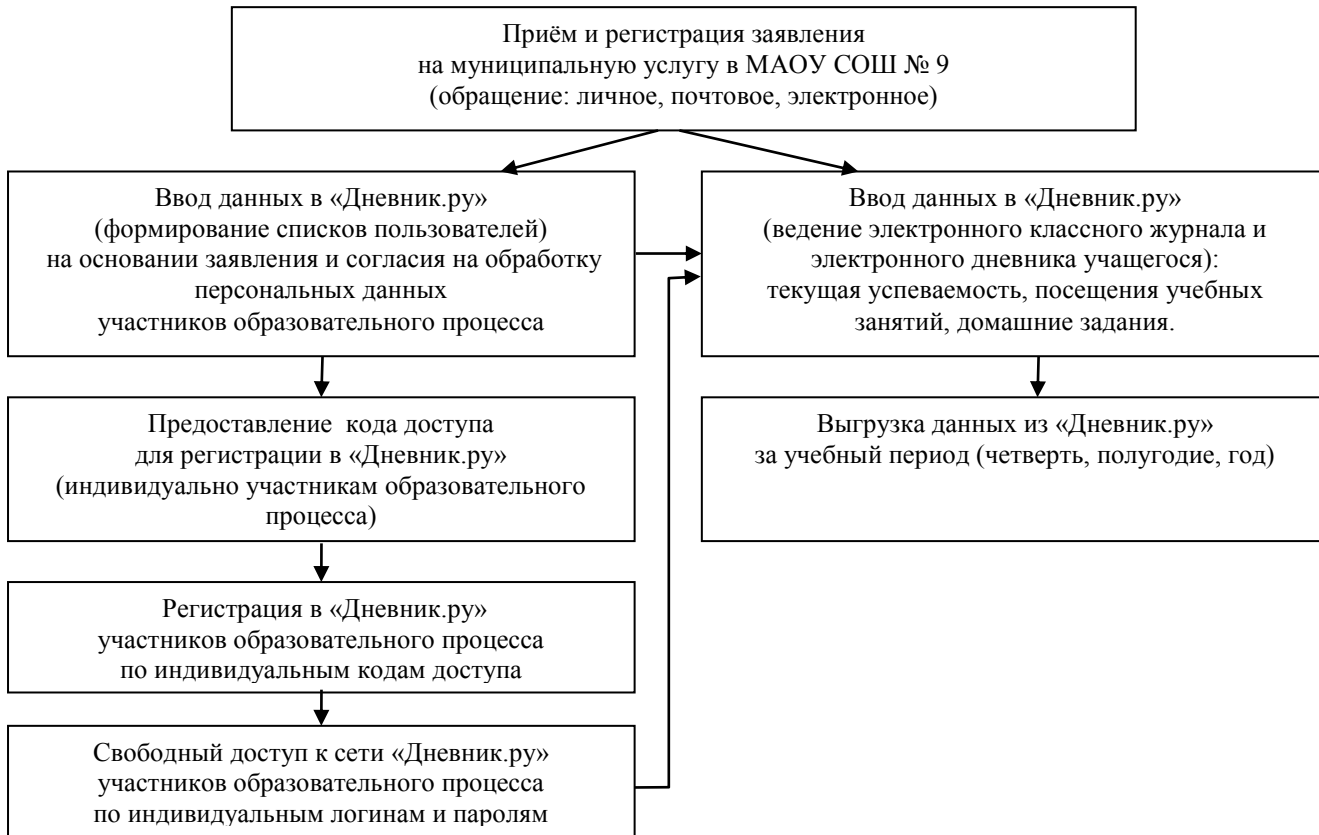 Приём и регистрация заявления
на муниципальную услугу в МАОУ СОШ № 9
(обращение: личное, почтовое, электронное)
Ввод данных в «Дневник.ру»
(формирование списков пользователей)
на основании заявления и согласия на обработку
персональных данных
участников образовательного процесса
Ввод данных в «Дневник.ру»
(ведение электронного классного журнала и
электронного дневника учащегося):
текущая успеваемость, посещения учебных
занятий, домашние задания.
Предоставление кода доступа
для регистрации в «Дневник.ру»
(индивидуально участникам образовательного
процесса)
Выгрузка данных из «Дневник.ру»
за учебный период (четверть, полугодие, год)
Регистрация в «Дневник.ру»
участников образовательного процесса
по индивидуальным кодам доступа
Свободный доступ к сети «Дневник.ру»
участников образовательного процесса
по индивидуальным логинам и паролям